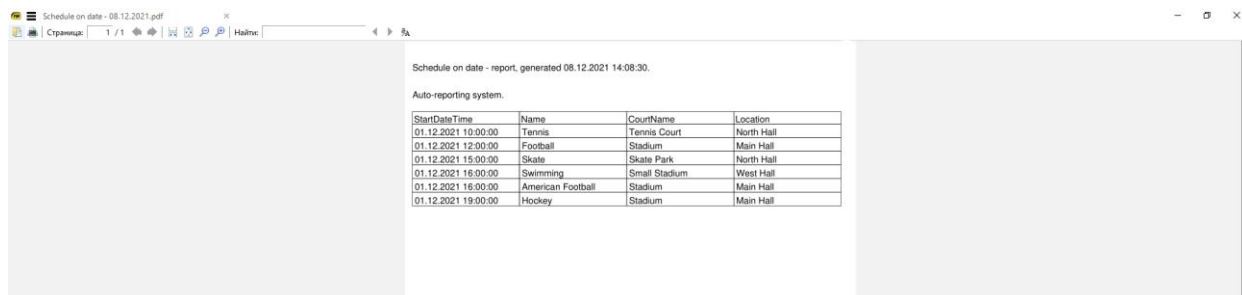 Schedule on date - 08.12.2021.pdf
Страница: 1 / 1 Найти:
Schedule on date - report, generated 08.12.2021 14:08:30.
Auto-reporting system.
StartDateTime Name CourtName Location
01.12.2021 10:00:00 Tennis Tennis Court North Hall
01.12.2021 12:00:00 Football Stadium Main Hall
01.12.2021 15:00:00 Skate Skate Park North Hall
01.12.2021 16:00:00 Swimming Small Stadium West Hall
01.12.2021 16:00:00 American Football Stadium Main Hall
01.12.2021 19:00:00 Hockey Stadium Main Hall